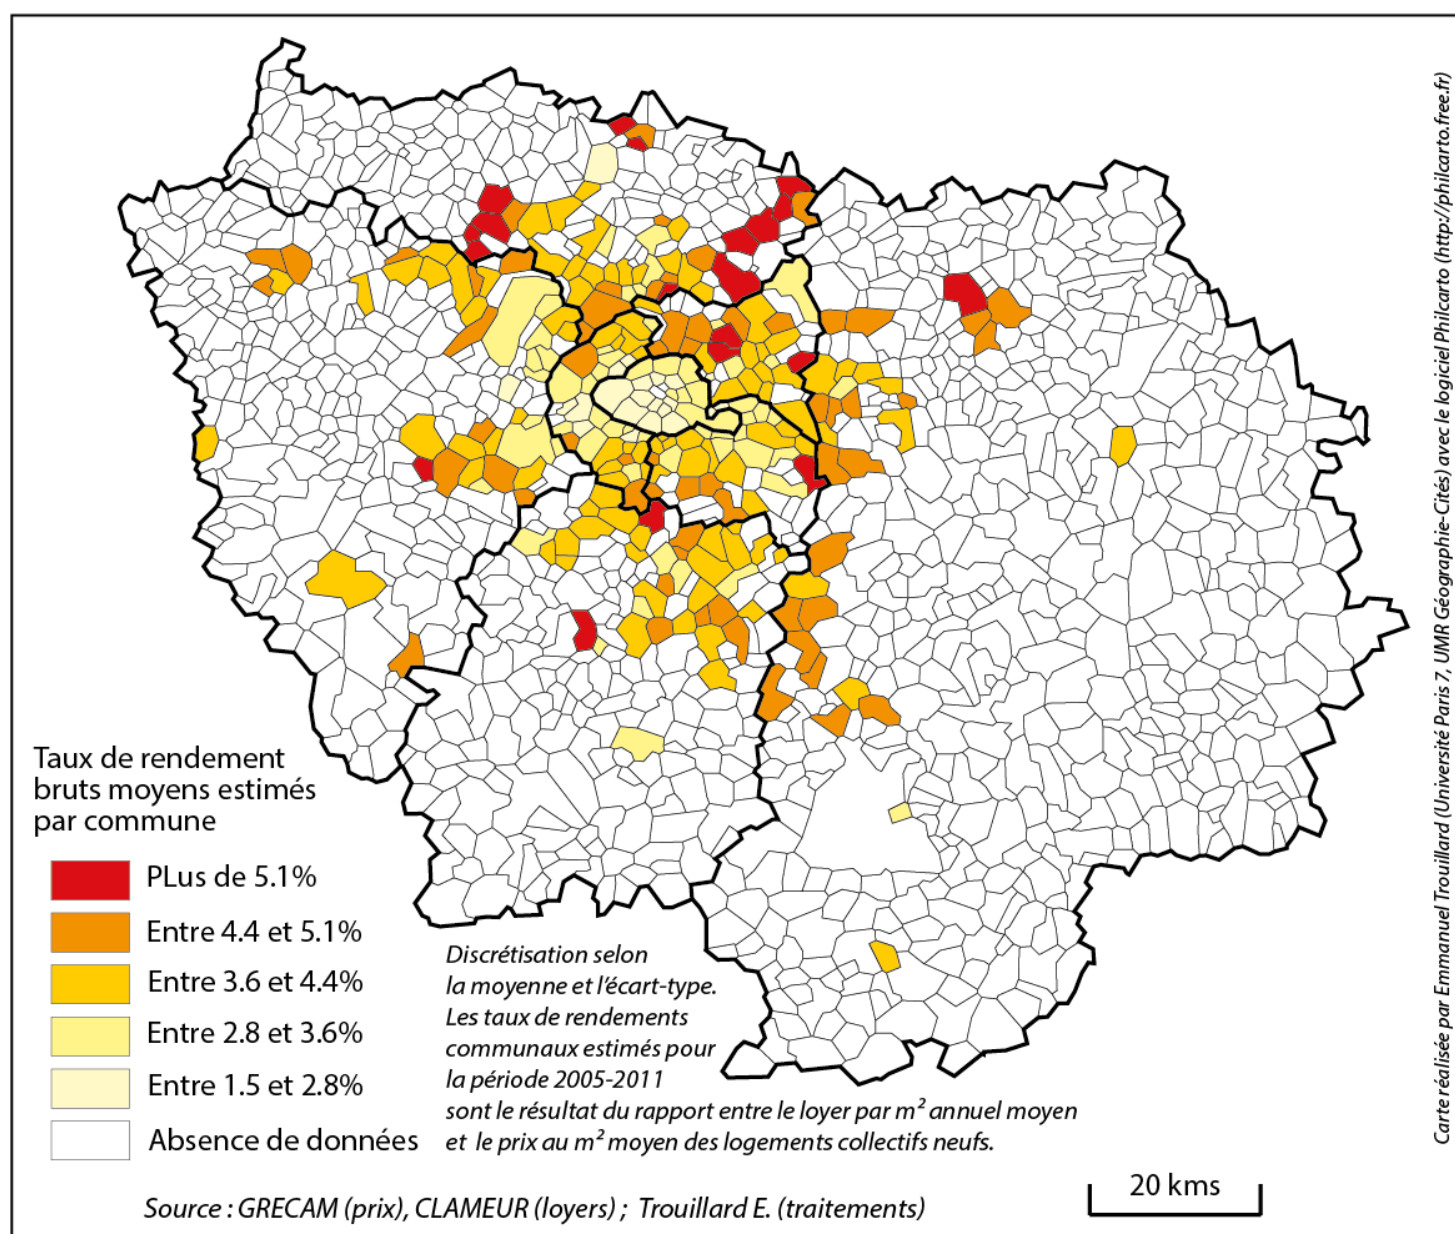 Taux de rendement
bruts moyens estimés
par commune
PLus de 5.1%
Entre 4.4 et 5.1%
Entre 3.6 et 4.4%
Entre 2.8 et 3.6%
Entre 1.5 et 2.8%
Absence de données
Discrétisation selon
la moyenne et l'écart-type.
Les taux de rendements
communaux estimés pour
la période 2005-2011
sont le résultat du rapport entre le loyer par m² annuel moyen
et le prix au m² moyen des logements collectifs neufs.
20 kms
Source : GRECAM (prix), CLAMEUR (loyers) ; Trouillard E. (traitements)
Carte réalisée par Emmanuel Trouillard (Université Paris 7, UMR Géographie-Cités) avec le logiciel Philcarto (http//philcarto.free.fr)